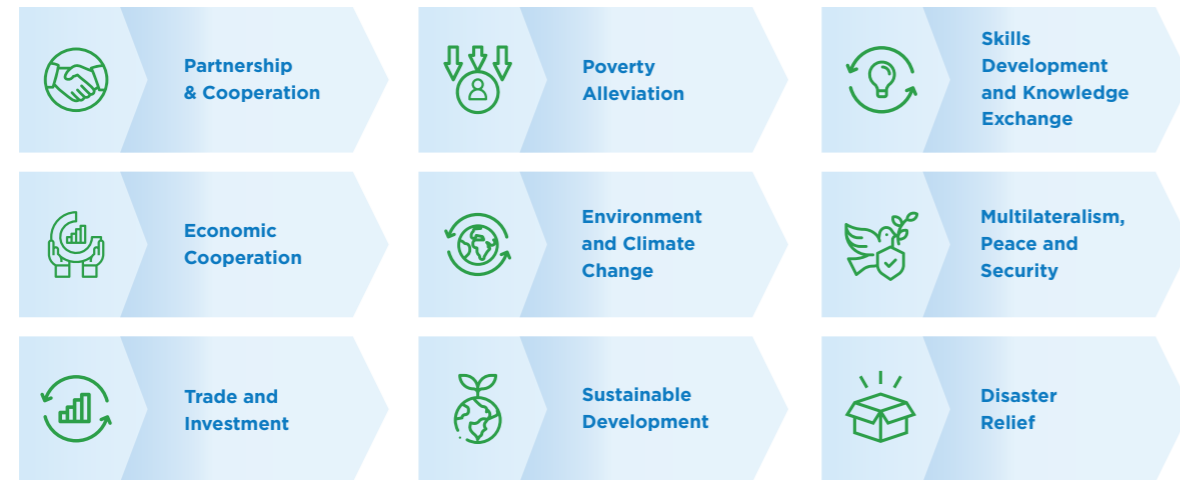 Partnership
& Cooperation
Poverty
Alleviation
Skills
Development
and Knowledge
Exchange
Economic
Cooperation
Environment
and Climate
Change
Multilateralism,
Peace and
Security
Trade and
Investment
Sustainable
Development
Disaster
Relief